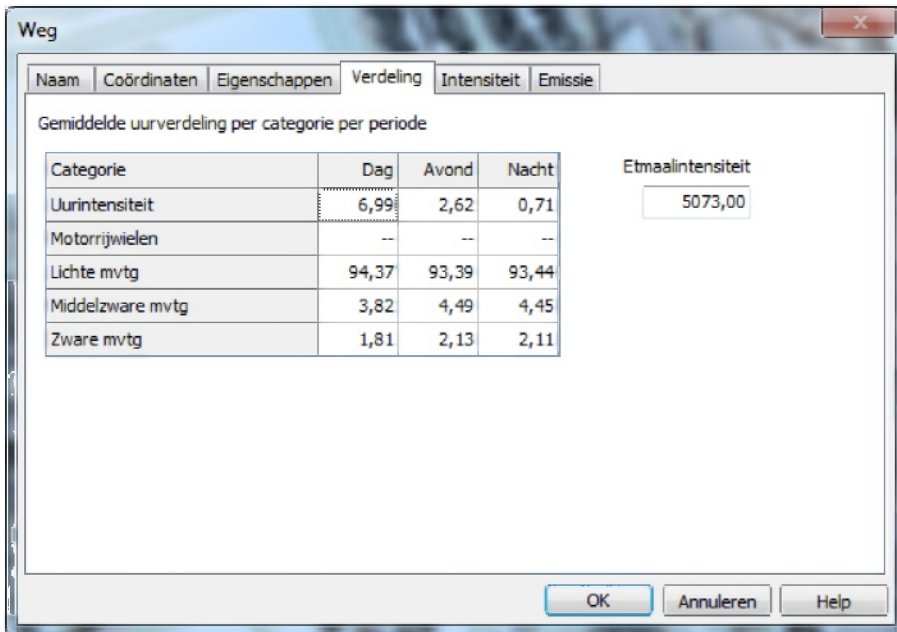 Weg
Naam Coördinaten Eigenschappen Verdeling Intensiteit Emissie
Gemiddelde uurverdeling per categorie per periode
Categorie Dag Avond Nacht Etmaalintensiteit
Uurintensiteit 6,99 2,62 0,71 5073,00
Motorrijwielen -- -- --
Lichte mvtg 94,37 93,39 93,44
Middelzware mvtg 3,82 4,49 4,45
Zware mvtg 1,81 2,13 2,11
OK Annuleren Help